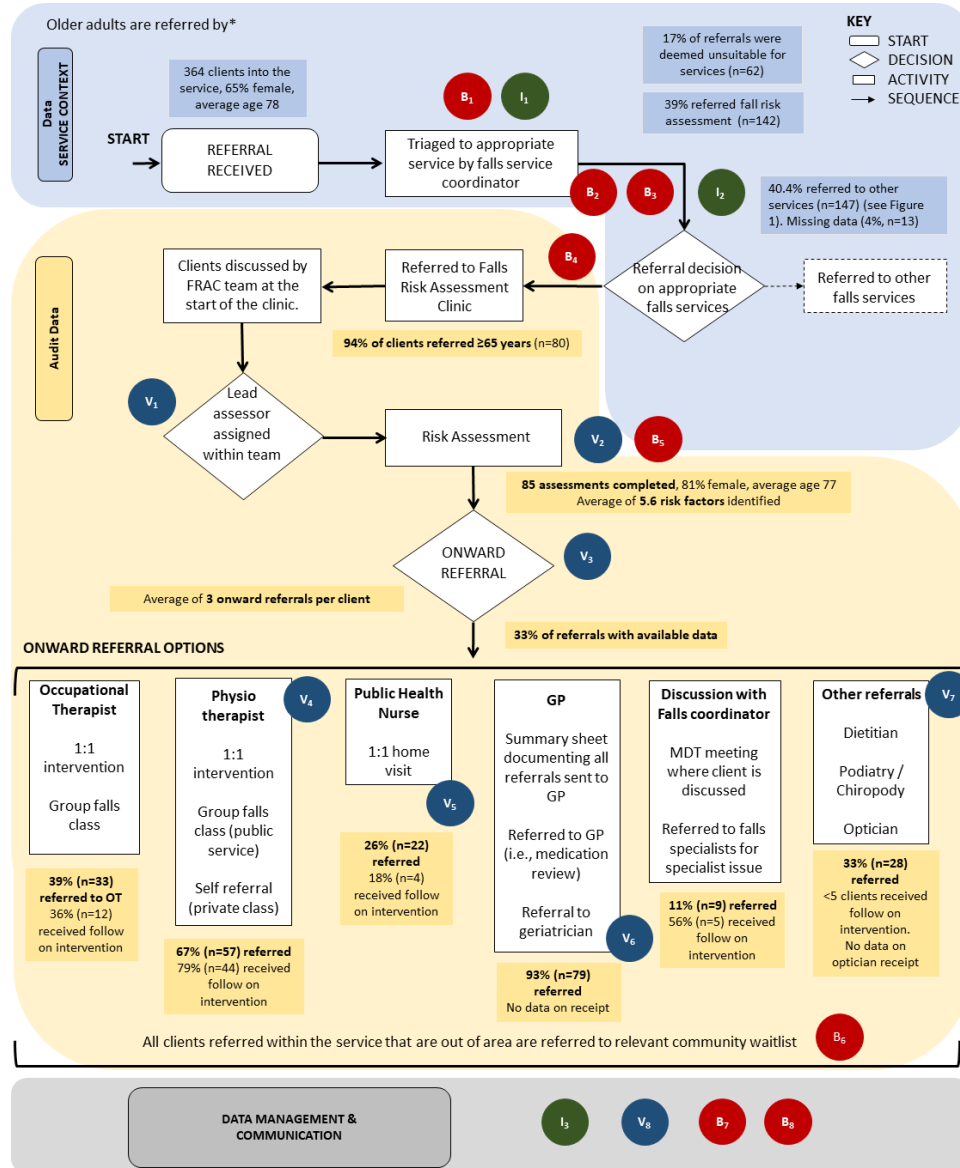 Older adults are referred by*
Data
SERVICE CONTEXT
364 clients into the
service, 65% female,
average age 78
B1
I1
17% of referrals were
deemed unsuitable for
services (n=62)
39% referred fall risk
assessment (n=142)
KEY
START
DECISION
ACTIVITY
SEQUENCE
START
REFERRAL
RECEIVED
Triaged to appropriate
service by falls service
coordinator
B2
B3
I2
40.4% referred to other
services (n=147) (see Figure
1). Missing data (4%, n=13)
Audit Data
Clients discussed by
FRAC team at the
start of the clinic.
Referred to Falls
Risk Assessment
Clinic
B4
Referral decision
on appropriate
falls services
Referred to other
falls services
94% of clients referred ≥65 years (n=80)
V1
Lead
assessor
assigned
within team
Risk Assessment
V2
B5
85 assessments completed, 81% female, average age 77
Average of 5.6 risk factors identified
ONWARD
REFERRAL
V3
Average of 3 onward referrals per client
33% of referrals with available data
ONWARD REFERRAL OPTIONS
Occupational
Therapist
1:1
intervention
Group falls
class
39% (n=33)
referred to OT
36% (n=12)
received follow
on intervention
Physio
therapist
V4
1:1
intervention
Group falls
class (public
service)
Self referral
(private class)
67% (n=57) referred
79% (n=44) received
follow on
intervention
Public Health
Nurse
1:1 home
visit
V5
26% (n=22)
referred
18% (n=4)
received follow
on intervention
GP
Summary sheet
documenting all
referrals sent to
GP
Referred to GP
(i.e., medication
review)
Referral to
geriatrician
V6
93% (n=79)
referred
No data on receipt
Discussion with
Falls coordinator
MDT meeting
where client is
discussed
Referred to falls
specialists for
specialist issue
11% (n=9) referred
56% (n=5) received
follow on
intervention
Other referrals
V7
Dietitian
Podiatry /
Chiropody
Optician
33% (n=28)
referred
<5 clients received
follow on
intervention.
No data on
optician receipt
All clients referred within the service that are out of area are referred to relevant community waitlist
B6
DATA MANAGEMENT &
COMMUNICATION
I3
V8
B7
B8